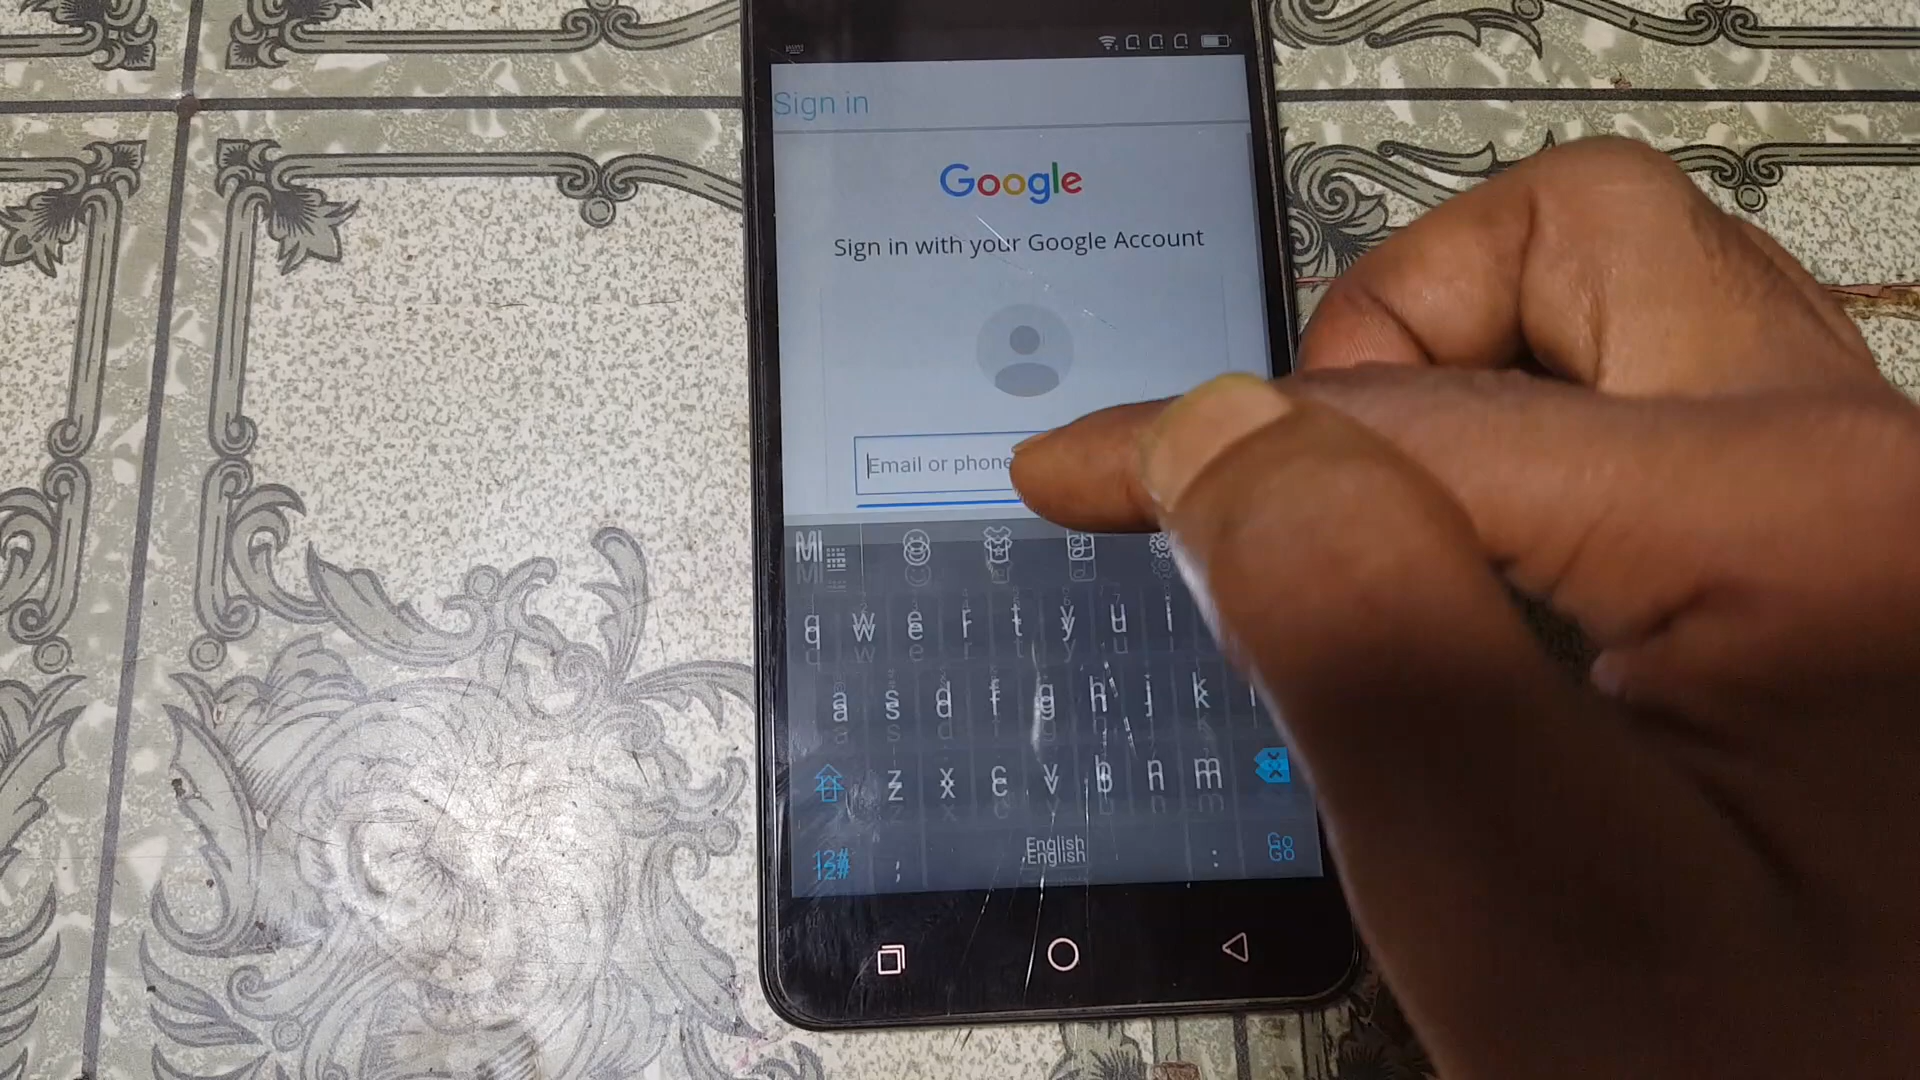 Sign in
Google
Sign in with your Google Account
Email or phone
q w e r t y u i
a s d f g h j k l
z x c v b n m
12# ; English : Go